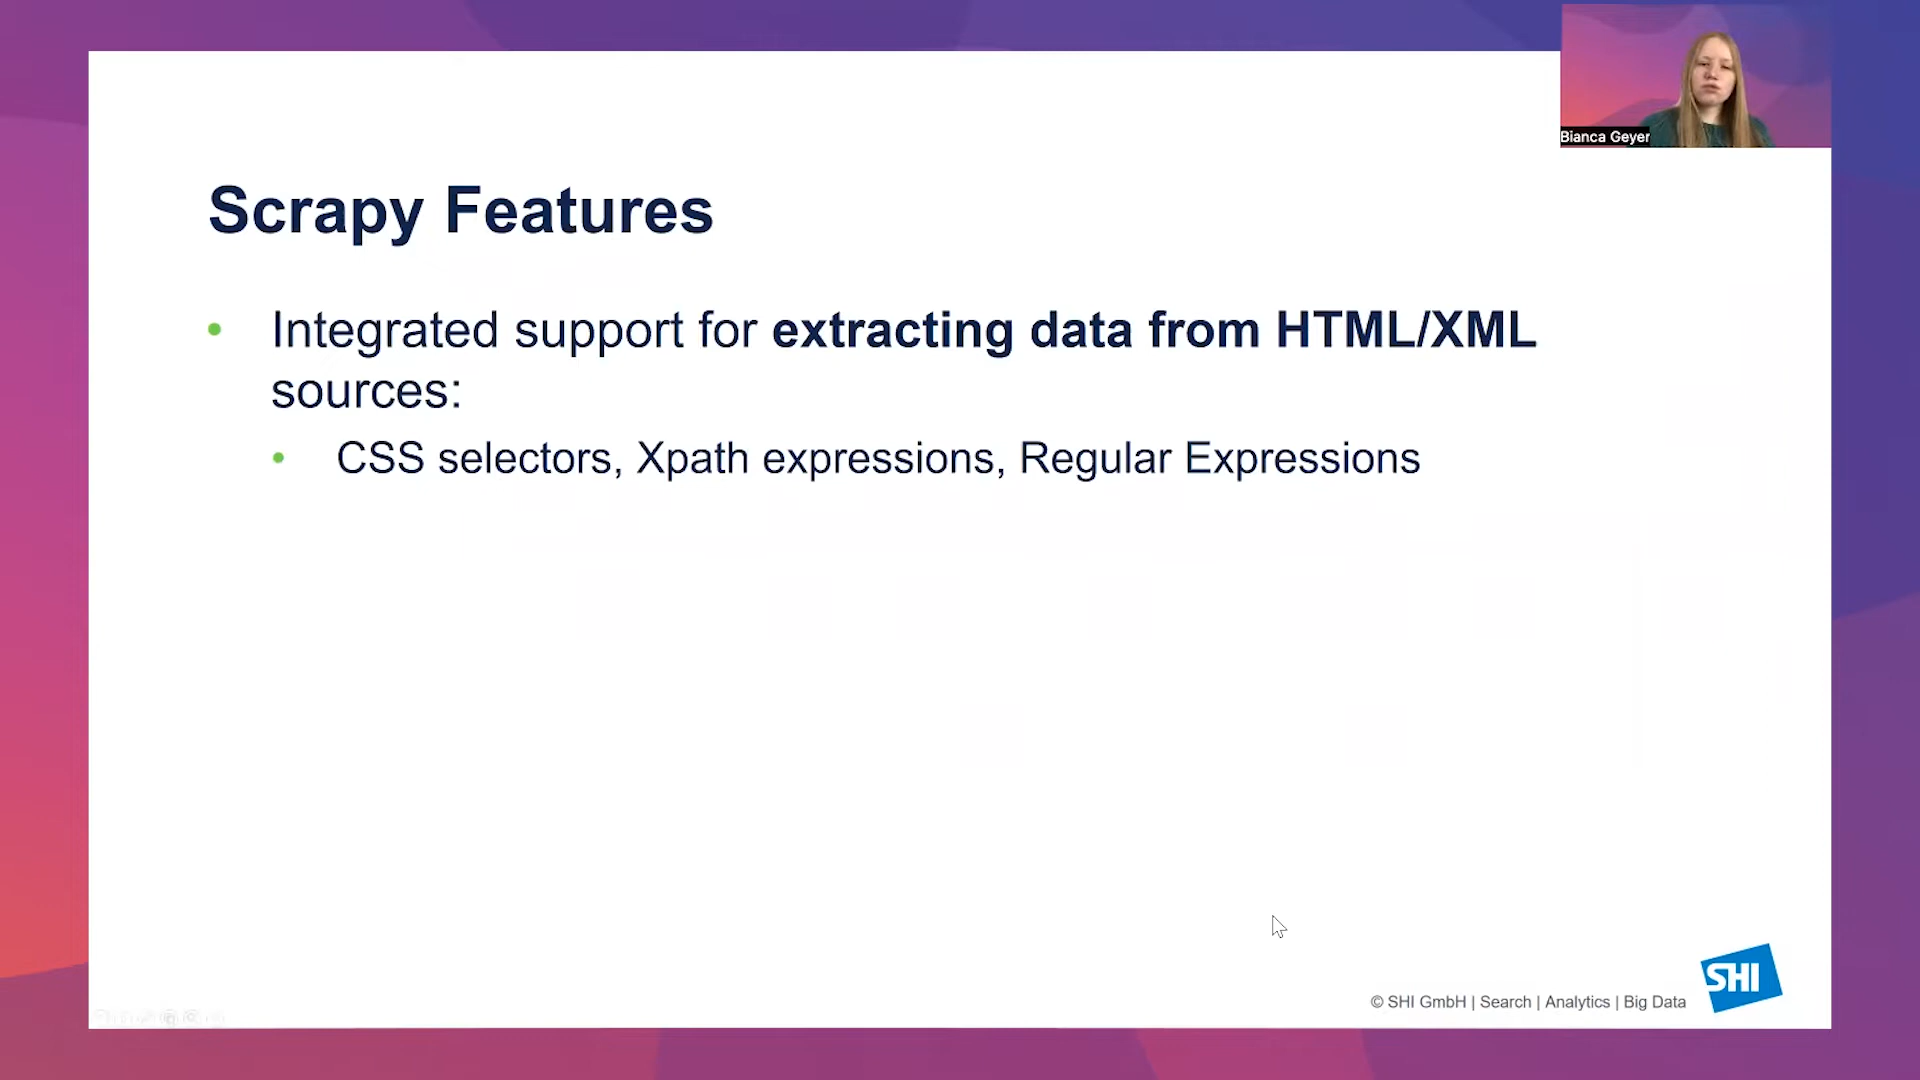 Bianca Geyer
Scrapy Features
• Integrated support for extracting data from HTML/XML
sources:
• CSS selectors, Xpath expressions, Regular Expressions
SHI
© SHI GmbH | Search | Analytics | Big Data